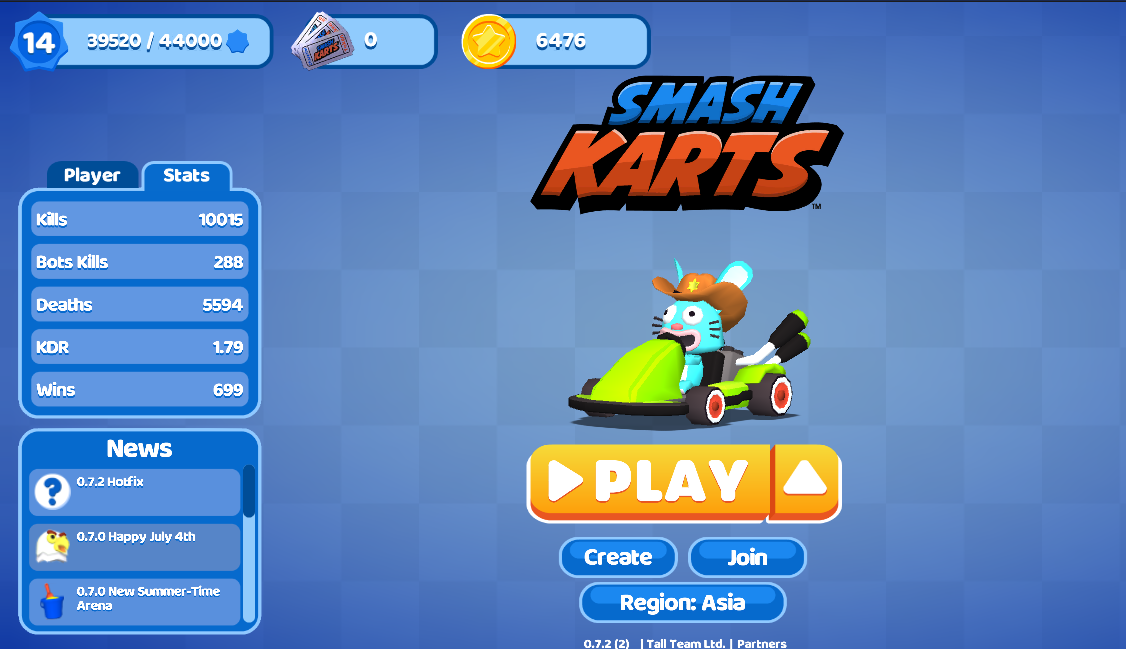 14
39520 / 44000
0
6476
SMASH
KARTS
TM
Player
Stats
Kills 10015
Bots Kills 288
Deaths 5594
KDR 1.79
Wins 699
News
0.7.2 Hotfix
0.7.0 Happy July 4th
0.7.0 New Summer-Time
Arena
PLAY
Create
Join
Region: Asia
0.7.2 (2) | Tall Team Ltd. | Partners